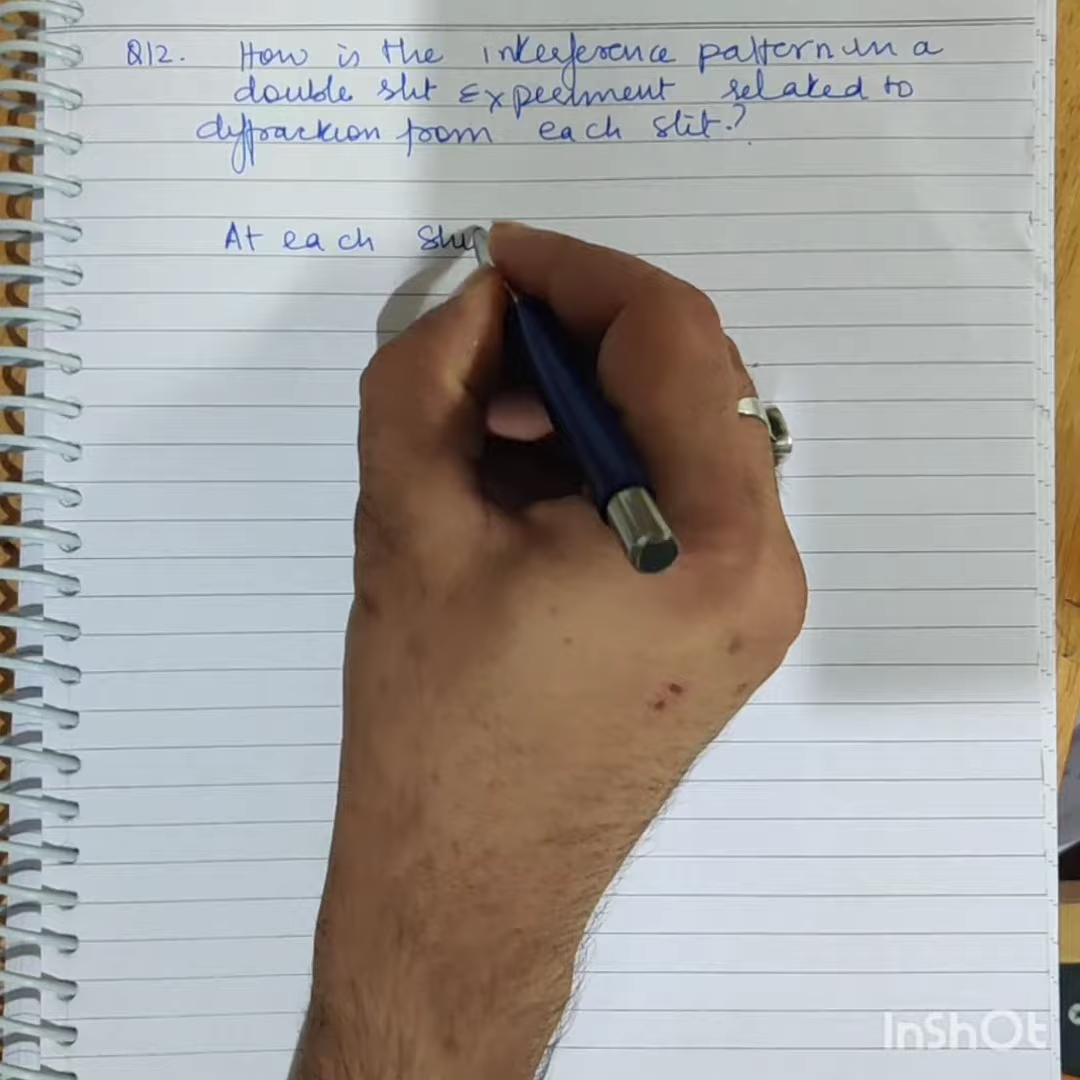 Q12. How is the interference pattern in a
double slit Experiment related to
diffraction from each slit?
At each sli
InShOt